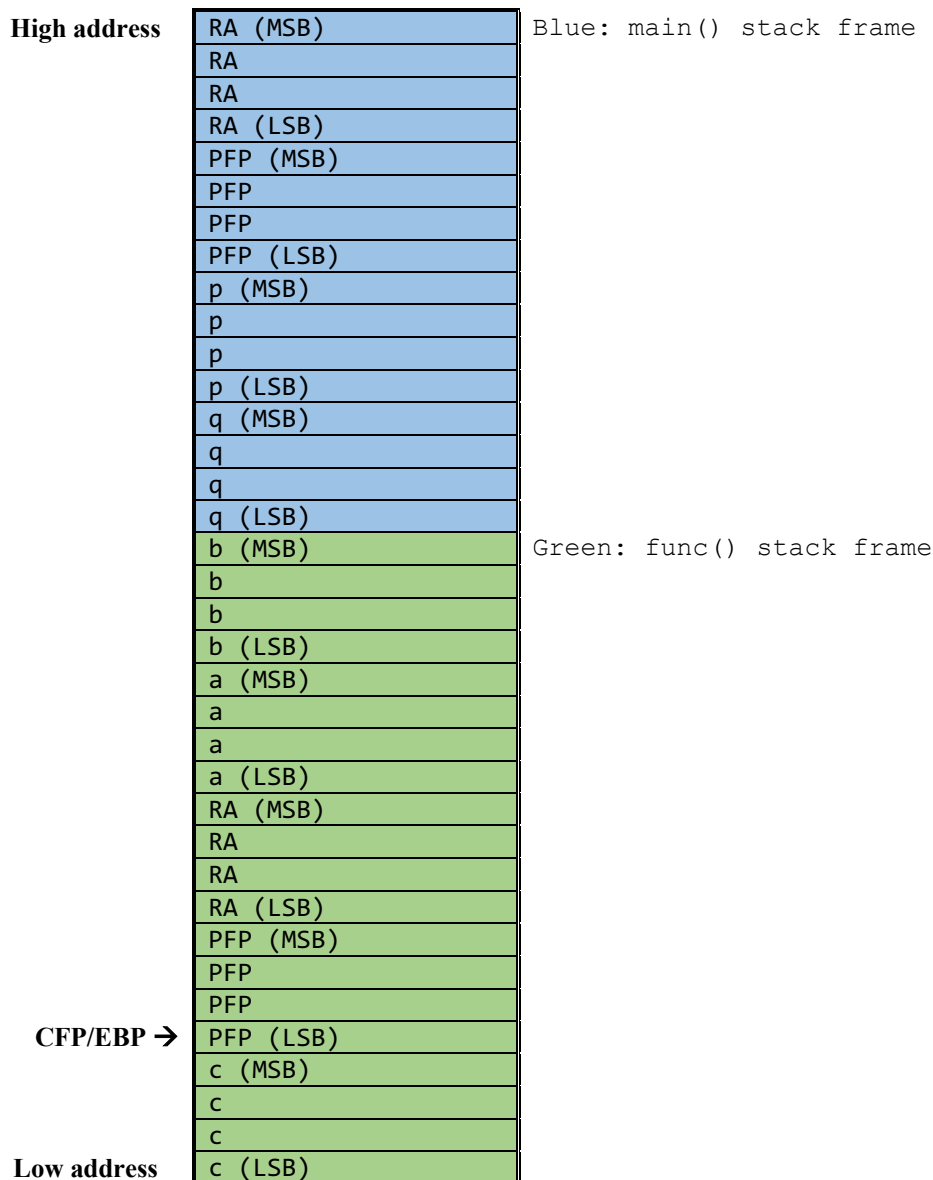 High address RA (MSB) Blue: main() stack frame
RA
RA
RA (LSB)
PFP (MSB)
PFP
PFP
PFP (LSB)
p (MSB)
p
p
p (LSB)
q (MSB)
q
q
q (LSB)
b (MSB) Green: func() stack frame
b
b
b (LSB)
a (MSB)
a
a
a (LSB)
RA (MSB)
RA
RA
RA (LSB)
PFP (MSB)
PFP
PFP
CFP/EBP → PFP (LSB)
c (MSB)
c
c
Low address c (LSB)